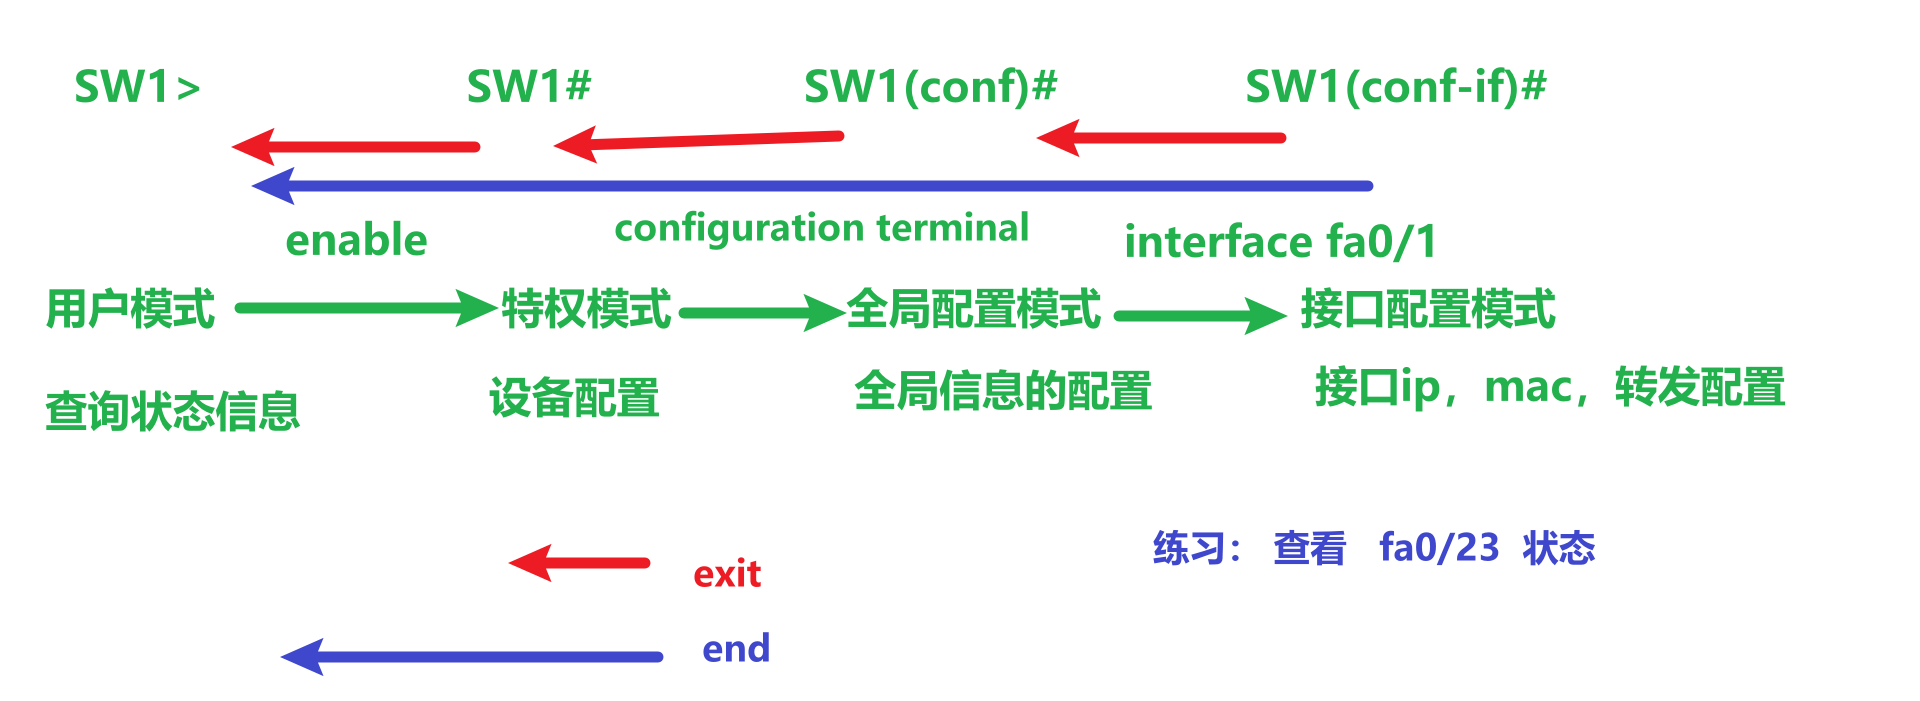 SW1> SW1# SW1(conf)# SW1(conf-if)#
enable configuration terminal interface fa0/1
用户模式 特权模式 全局配置模式 接口配置模式
查询状态信息 设备配置 全局信息的配置 接口ip，mac，转发配置
练习： 查看 fa0/23 状态
exit
end